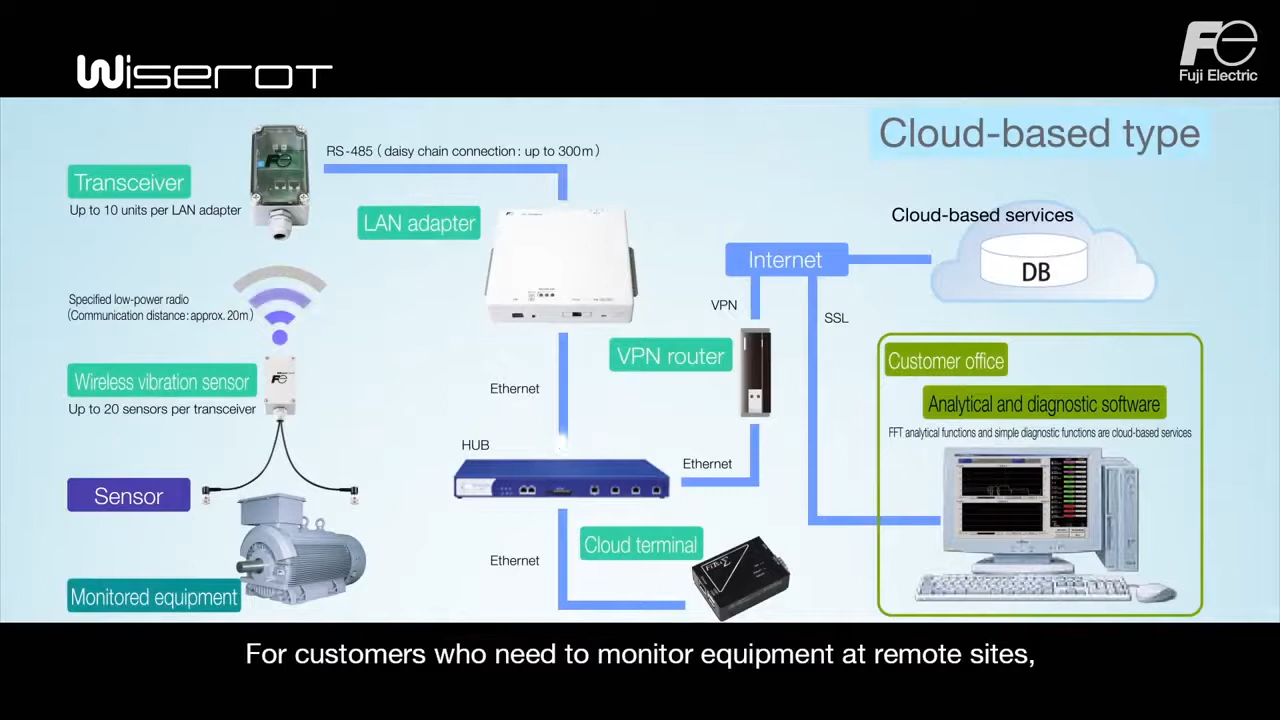 Wiserot
Fe
Fuji Electric
Cloud-based type
RS-485 ( daisy chain connection : up to 300m )
Transceiver
Up to 10 units per LAN adapter
LAN adapter
Cloud-based services
DB
Internet
Specified low-power radio
(Communication distance : approx. 20m)
VPN
SSL
VPN router
Customer office
Wireless vibration sensor
Up to 20 sensors per transceiver
Ethernet
Analytical and diagnostic software
FFT analytical functions and simple diagnostic functions are cloud-based services
HUB
Ethernet
Sensor
Ethernet
Cloud terminal
Monitored equipment
For customers who need to monitor equipment at remote sites,